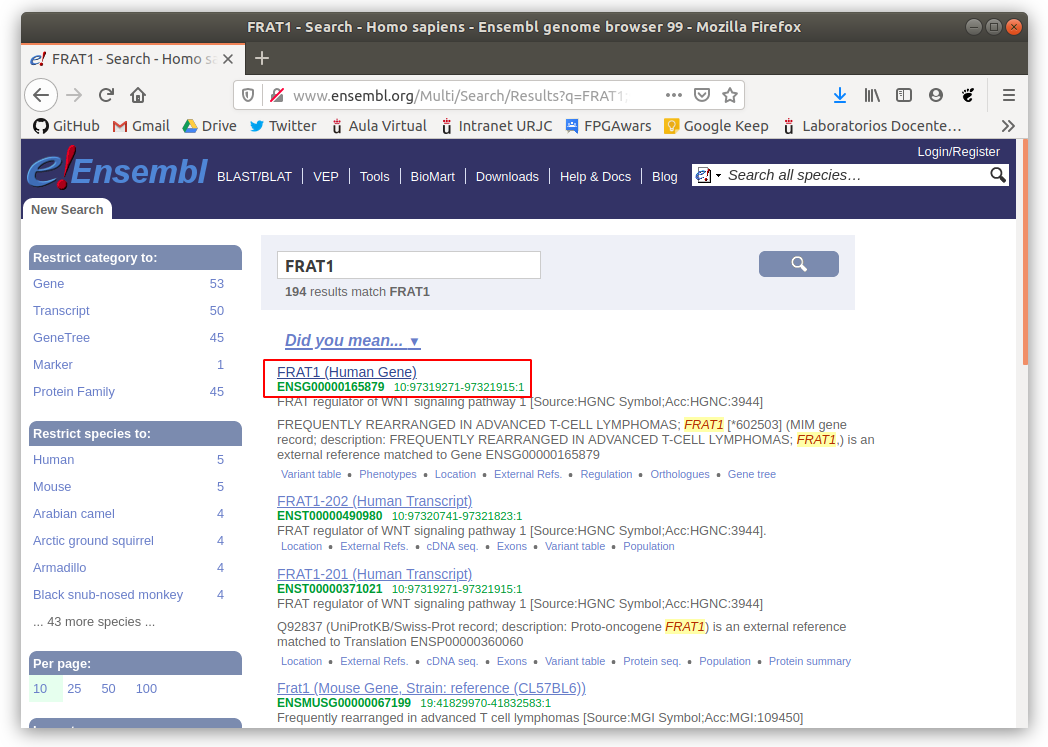 FRAT1 - Search - Homo sapiens - Ensembl genome browser 99 - Mozilla Firefox
e! FRAT1 - Search - Homo sa
www.ensembl.org/Multi/Search/Results?q=FRAT1;
GitHub Gmail Drive Twitter Aula Virtual Intranet URJC FPGAwars Google Keep Laboratorios Docente…
Login/Register
e!Ensembl BLAST/BLAT VEP Tools BioMart Downloads Help & Docs Blog e! Search all species…
New Search
Restrict category to:
Gene 53
Transcript 50
GeneTree 45
Marker 1
Protein Family 45
Restrict species to:
Human 5
Mouse 5
Arabian camel 4
Arctic ground squirrel 4
Armadillo 4
Black snub-nosed monkey 4
... 43 more species ...
Per page:
10 25 50 100
FRAT1
194 results match FRAT1
Did you mean... ▼
FRAT1 (Human Gene)
ENSG00000165879 10:97319271-97321915:1
FRAT regulator of WNT signaling pathway 1 [Source:HGNC Symbol;Acc:HGNC:3944]
FREQUENTLY REARRANGED IN ADVANCED T-CELL LYMPHOMAS; FRAT1 [*602503] (MIM gene
record; description: FREQUENTLY REARRANGED IN ADVANCED T-CELL LYMPHOMAS; FRAT1,) is an
external reference matched to Gene ENSG00000165879
Variant table • Phenotypes • Location • External Refs. • Regulation • Orthologues • Gene tree
FRAT1-202 (Human Transcript)
ENST00000490980 10:97320741-97321823:1
FRAT regulator of WNT signaling pathway 1 [Source:HGNC Symbol;Acc:HGNC:3944].
Location • External Refs. • cDNA seq. • Exons • Variant table • Population
FRAT1-201 (Human Transcript)
ENST00000371021 10:97319271-97321915:1
FRAT regulator of WNT signaling pathway 1 [Source:HGNC Symbol;Acc:HGNC:3944]
Q92837 (UniProtKB/Swiss-Prot record; description: Proto-oncogene FRAT1) is an external reference
matched to Translation ENSP00000360060
Location • External Refs. • cDNA seq. • Exons • Variant table • Protein seq. • Population • Protein summary
Frat1 (Mouse Gene, Strain: reference (CL57BL6))
ENSMUSG00000067199 19:41829970-41832583:1
Frequently rearranged in advanced T cell lymphomas [Source:MGI Symbol;Acc:MGI:109450]